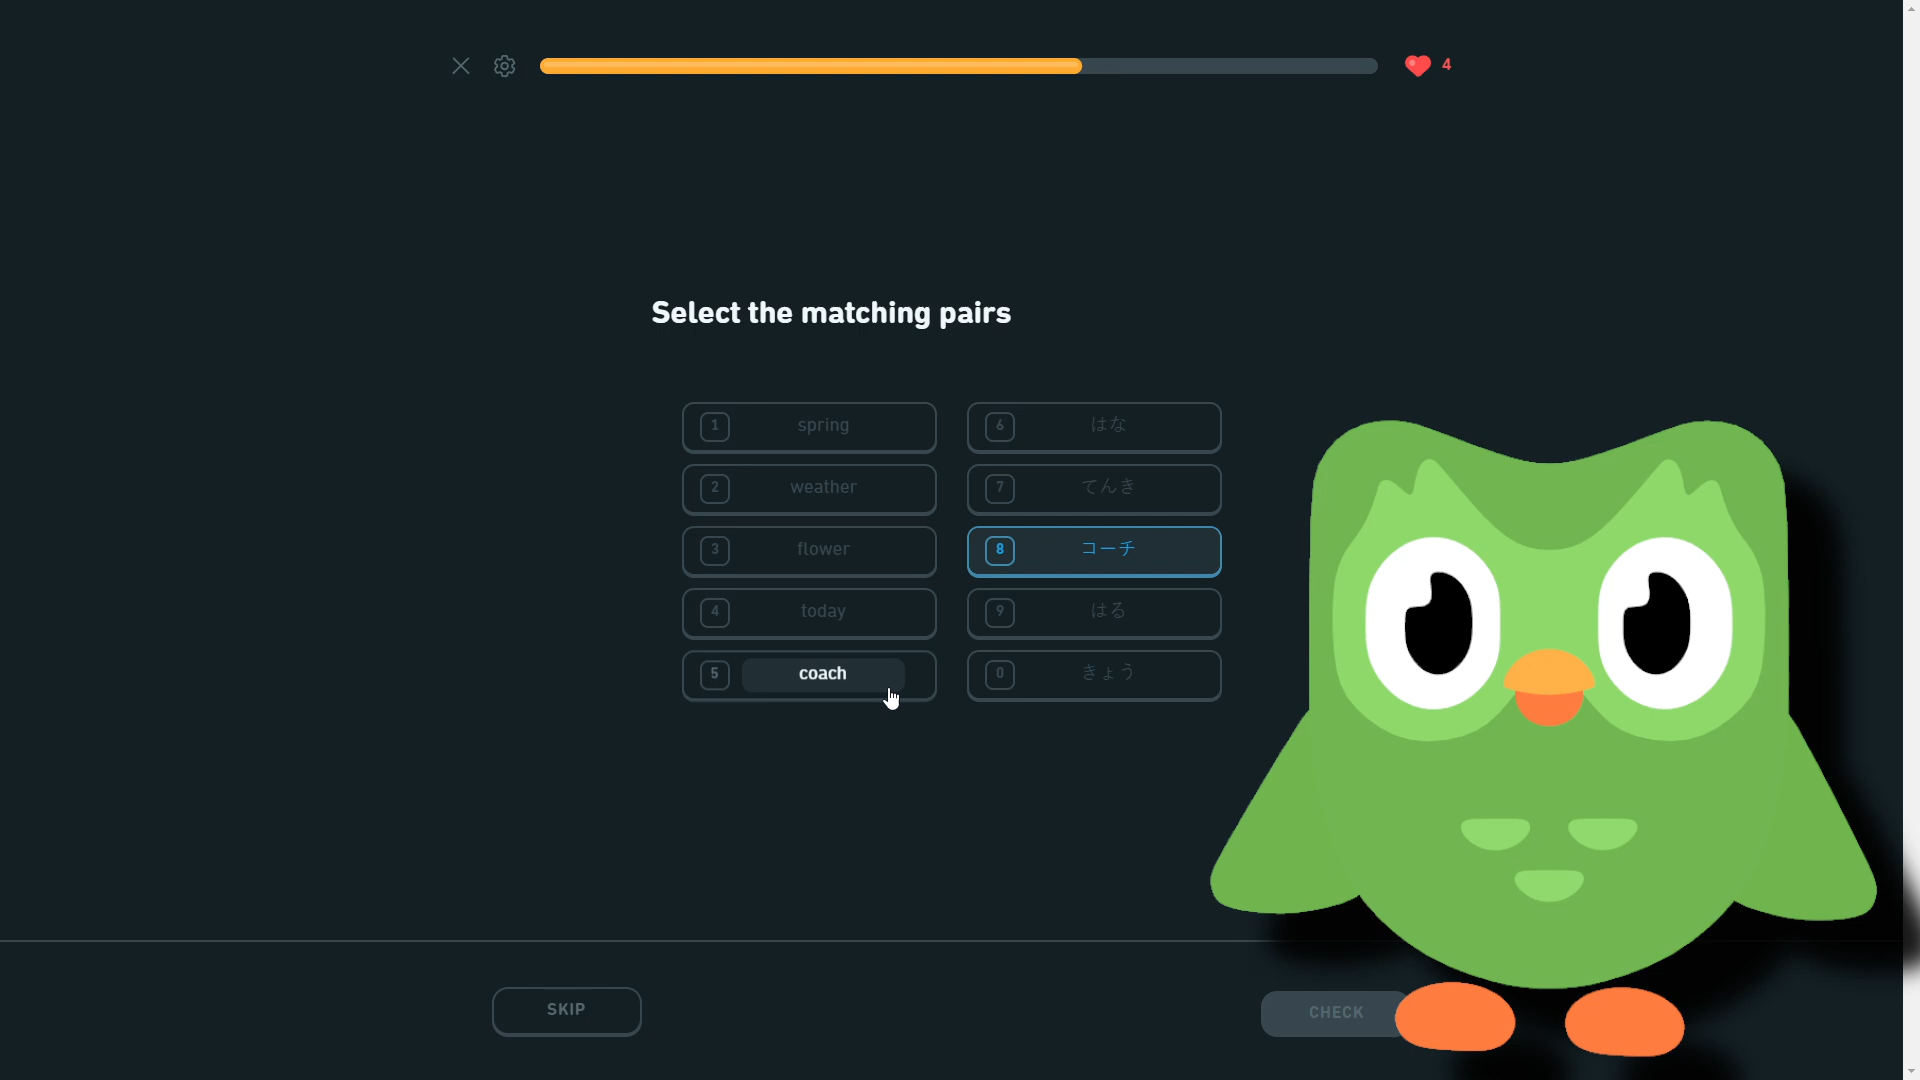 4
Select the matching pairs
1 spring
6 はな
2 weather
7 てんき
3 flower
8 コーチ
4 today
9 はる
5 coach
0 きょう
SKIP
CHECK